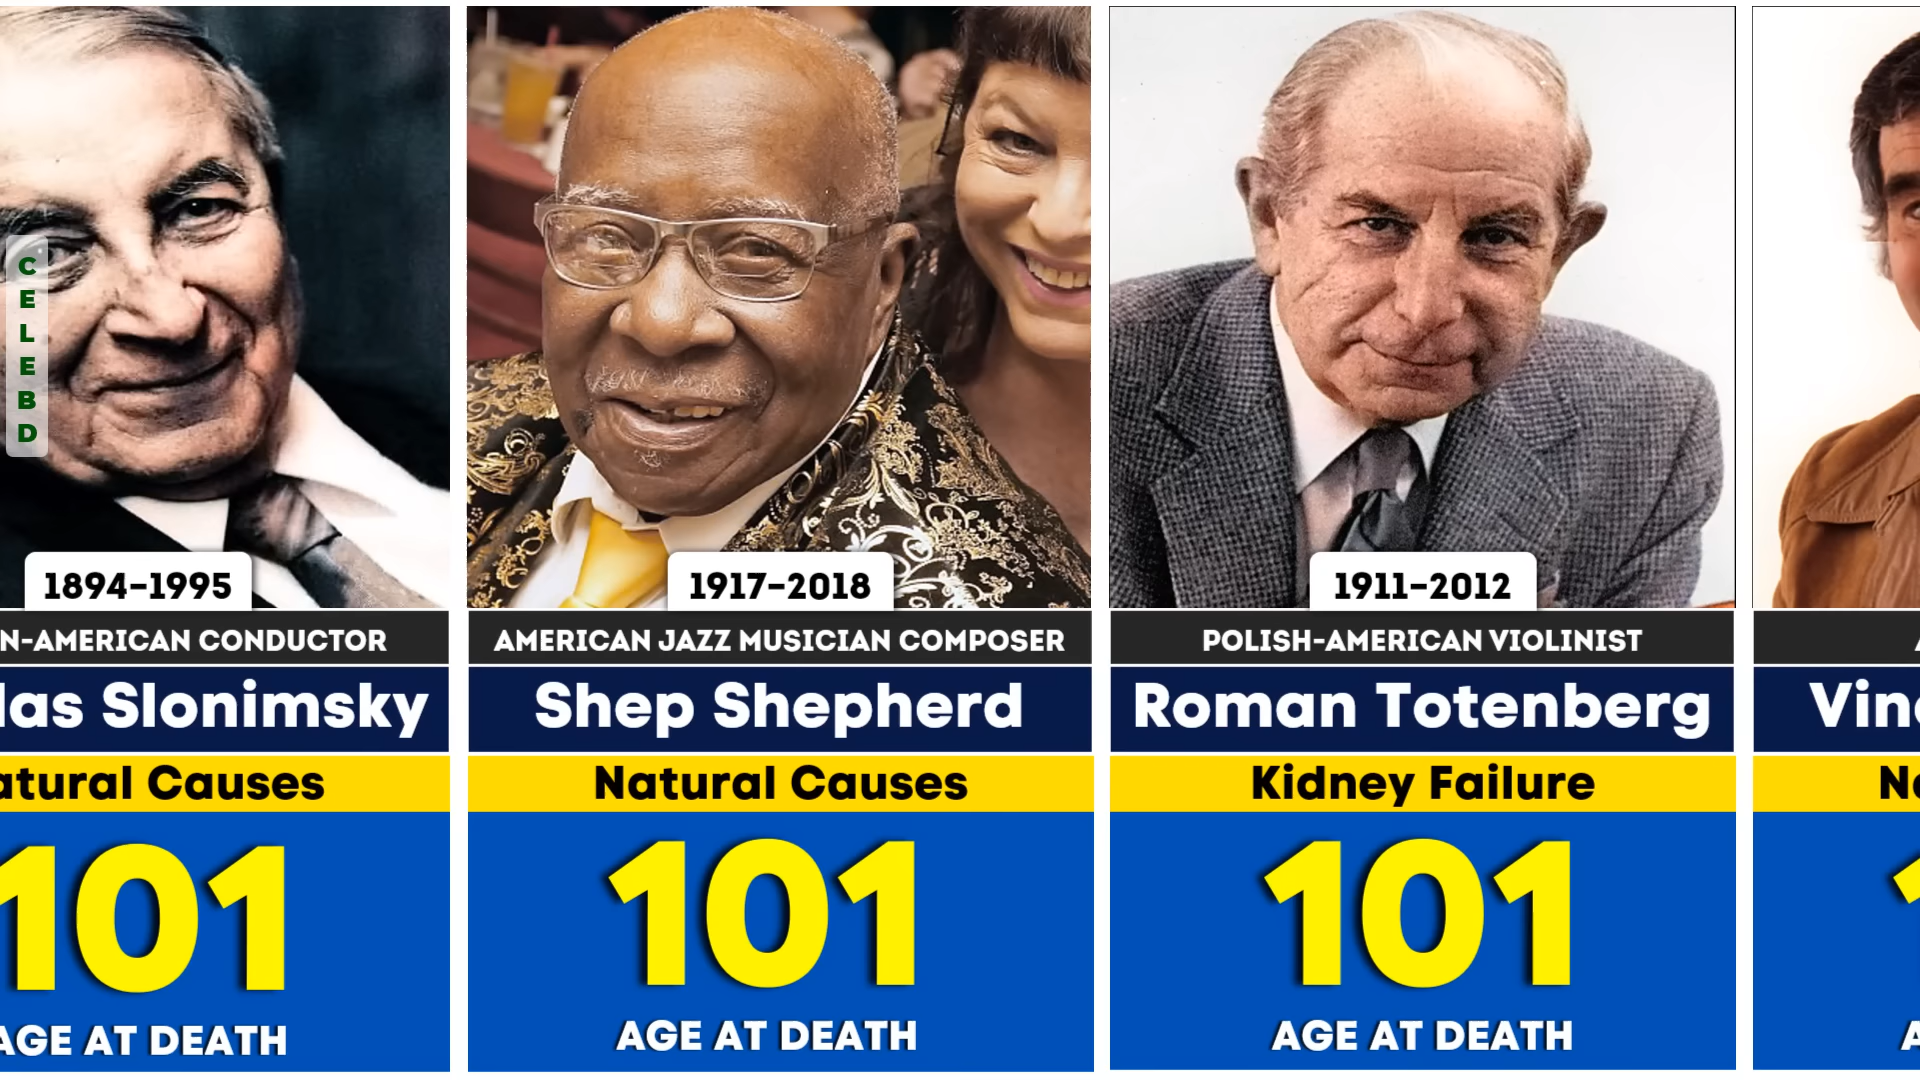 CELEBD
1894-1995
N-AMERICAN CONDUCTOR
las Slonimsky
atural Causes
101
AGE AT DEATH
1917-2018
AMERICAN JAZZ MUSICIAN COMPOSER
Shep Shepherd
Natural Causes
101
AGE AT DEATH
1911-2012
POLISH-AMERICAN VIOLINIST
Roman Totenberg
Kidney Failure
101
AGE AT DEATH
Vin
N
1
A